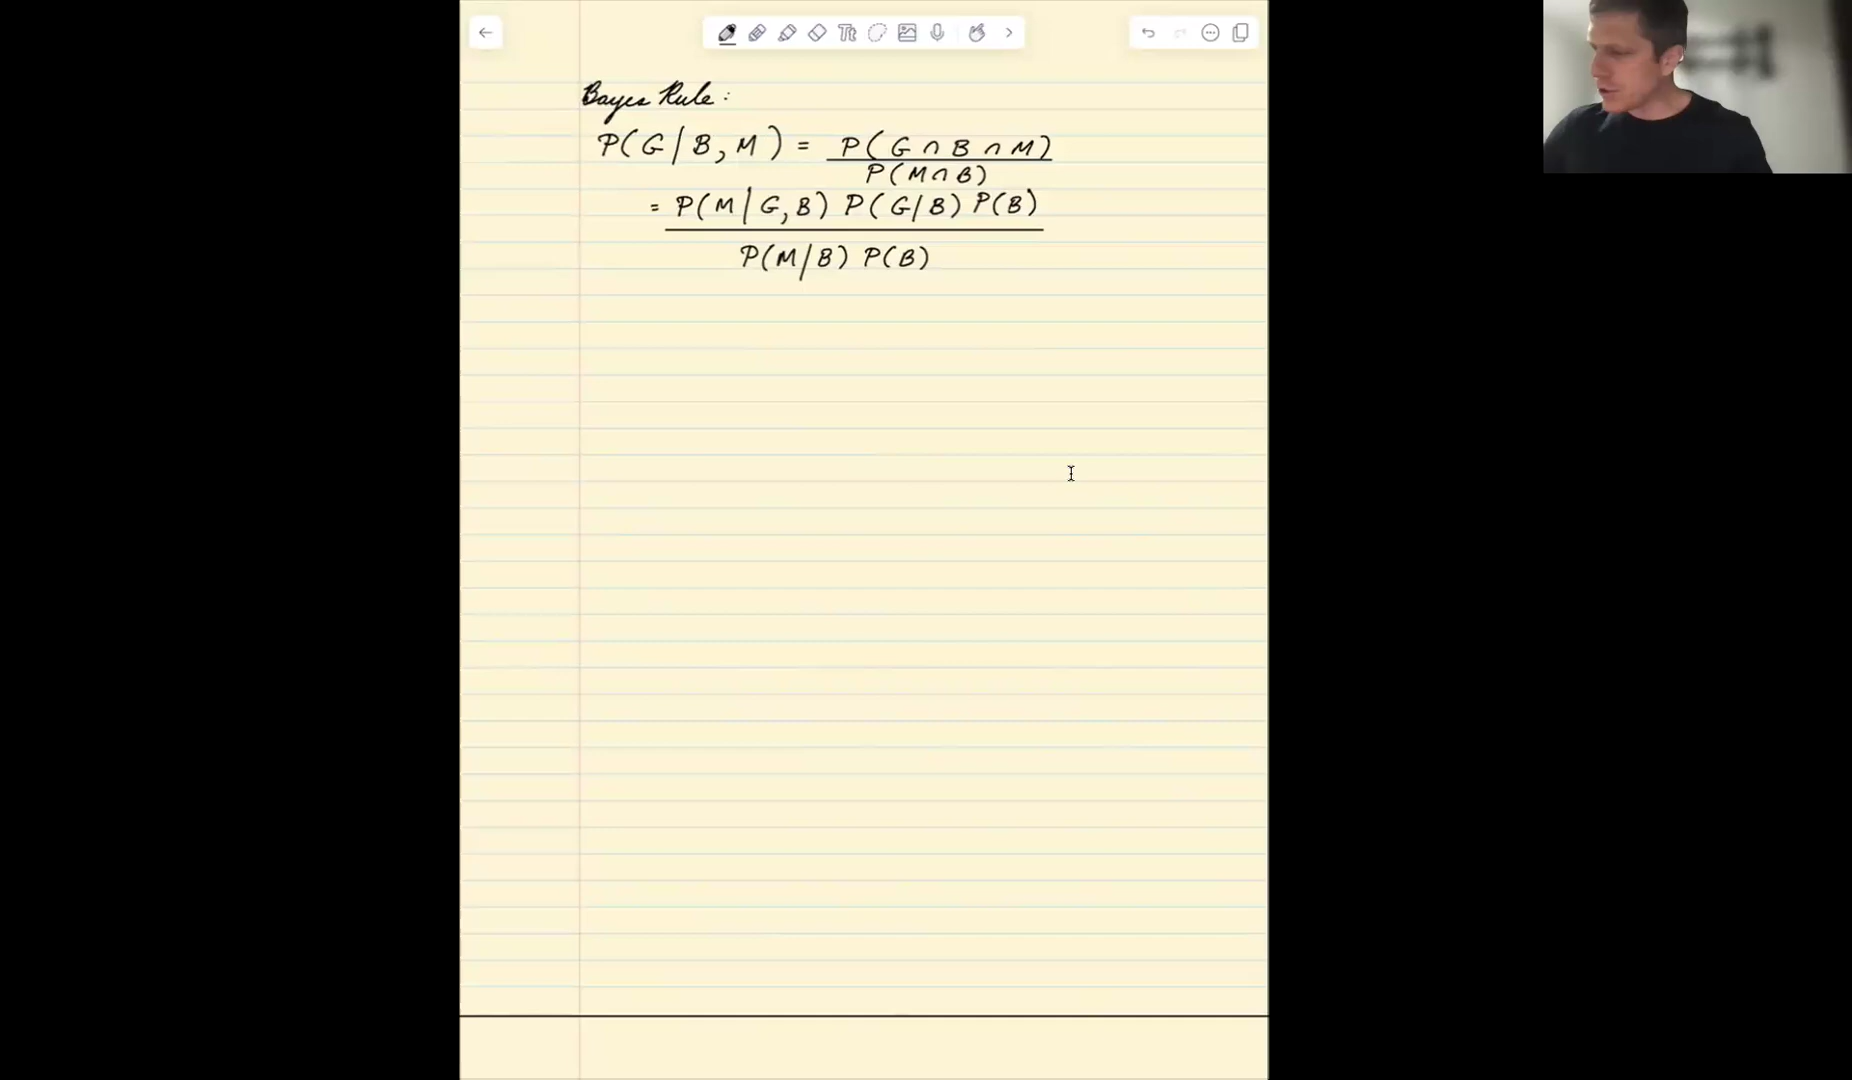 Bayes Rule :
P(G|B,M) = P(G ∩ B ∩ M)
P(M ∩ B)
= P(M|G,B) P(G|B) P(B)
P(M|B) P(B)